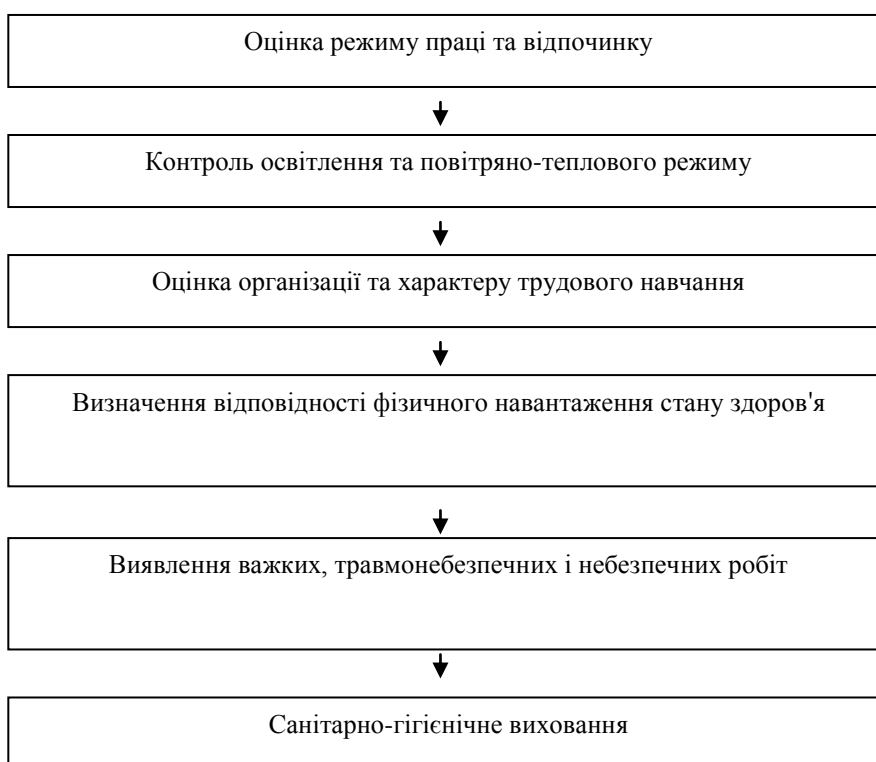 Оцінка режиму праці та відпочинку
Контроль освітлення та повітряно-теплового режиму
Оцінка організації та характеру трудового навчання
Визначення відповідності фізичного навантаження стану здоров'я
Виявлення важких, травмонебезпечних і небезпечних робіт
Санітарно-гігієнічне виховання